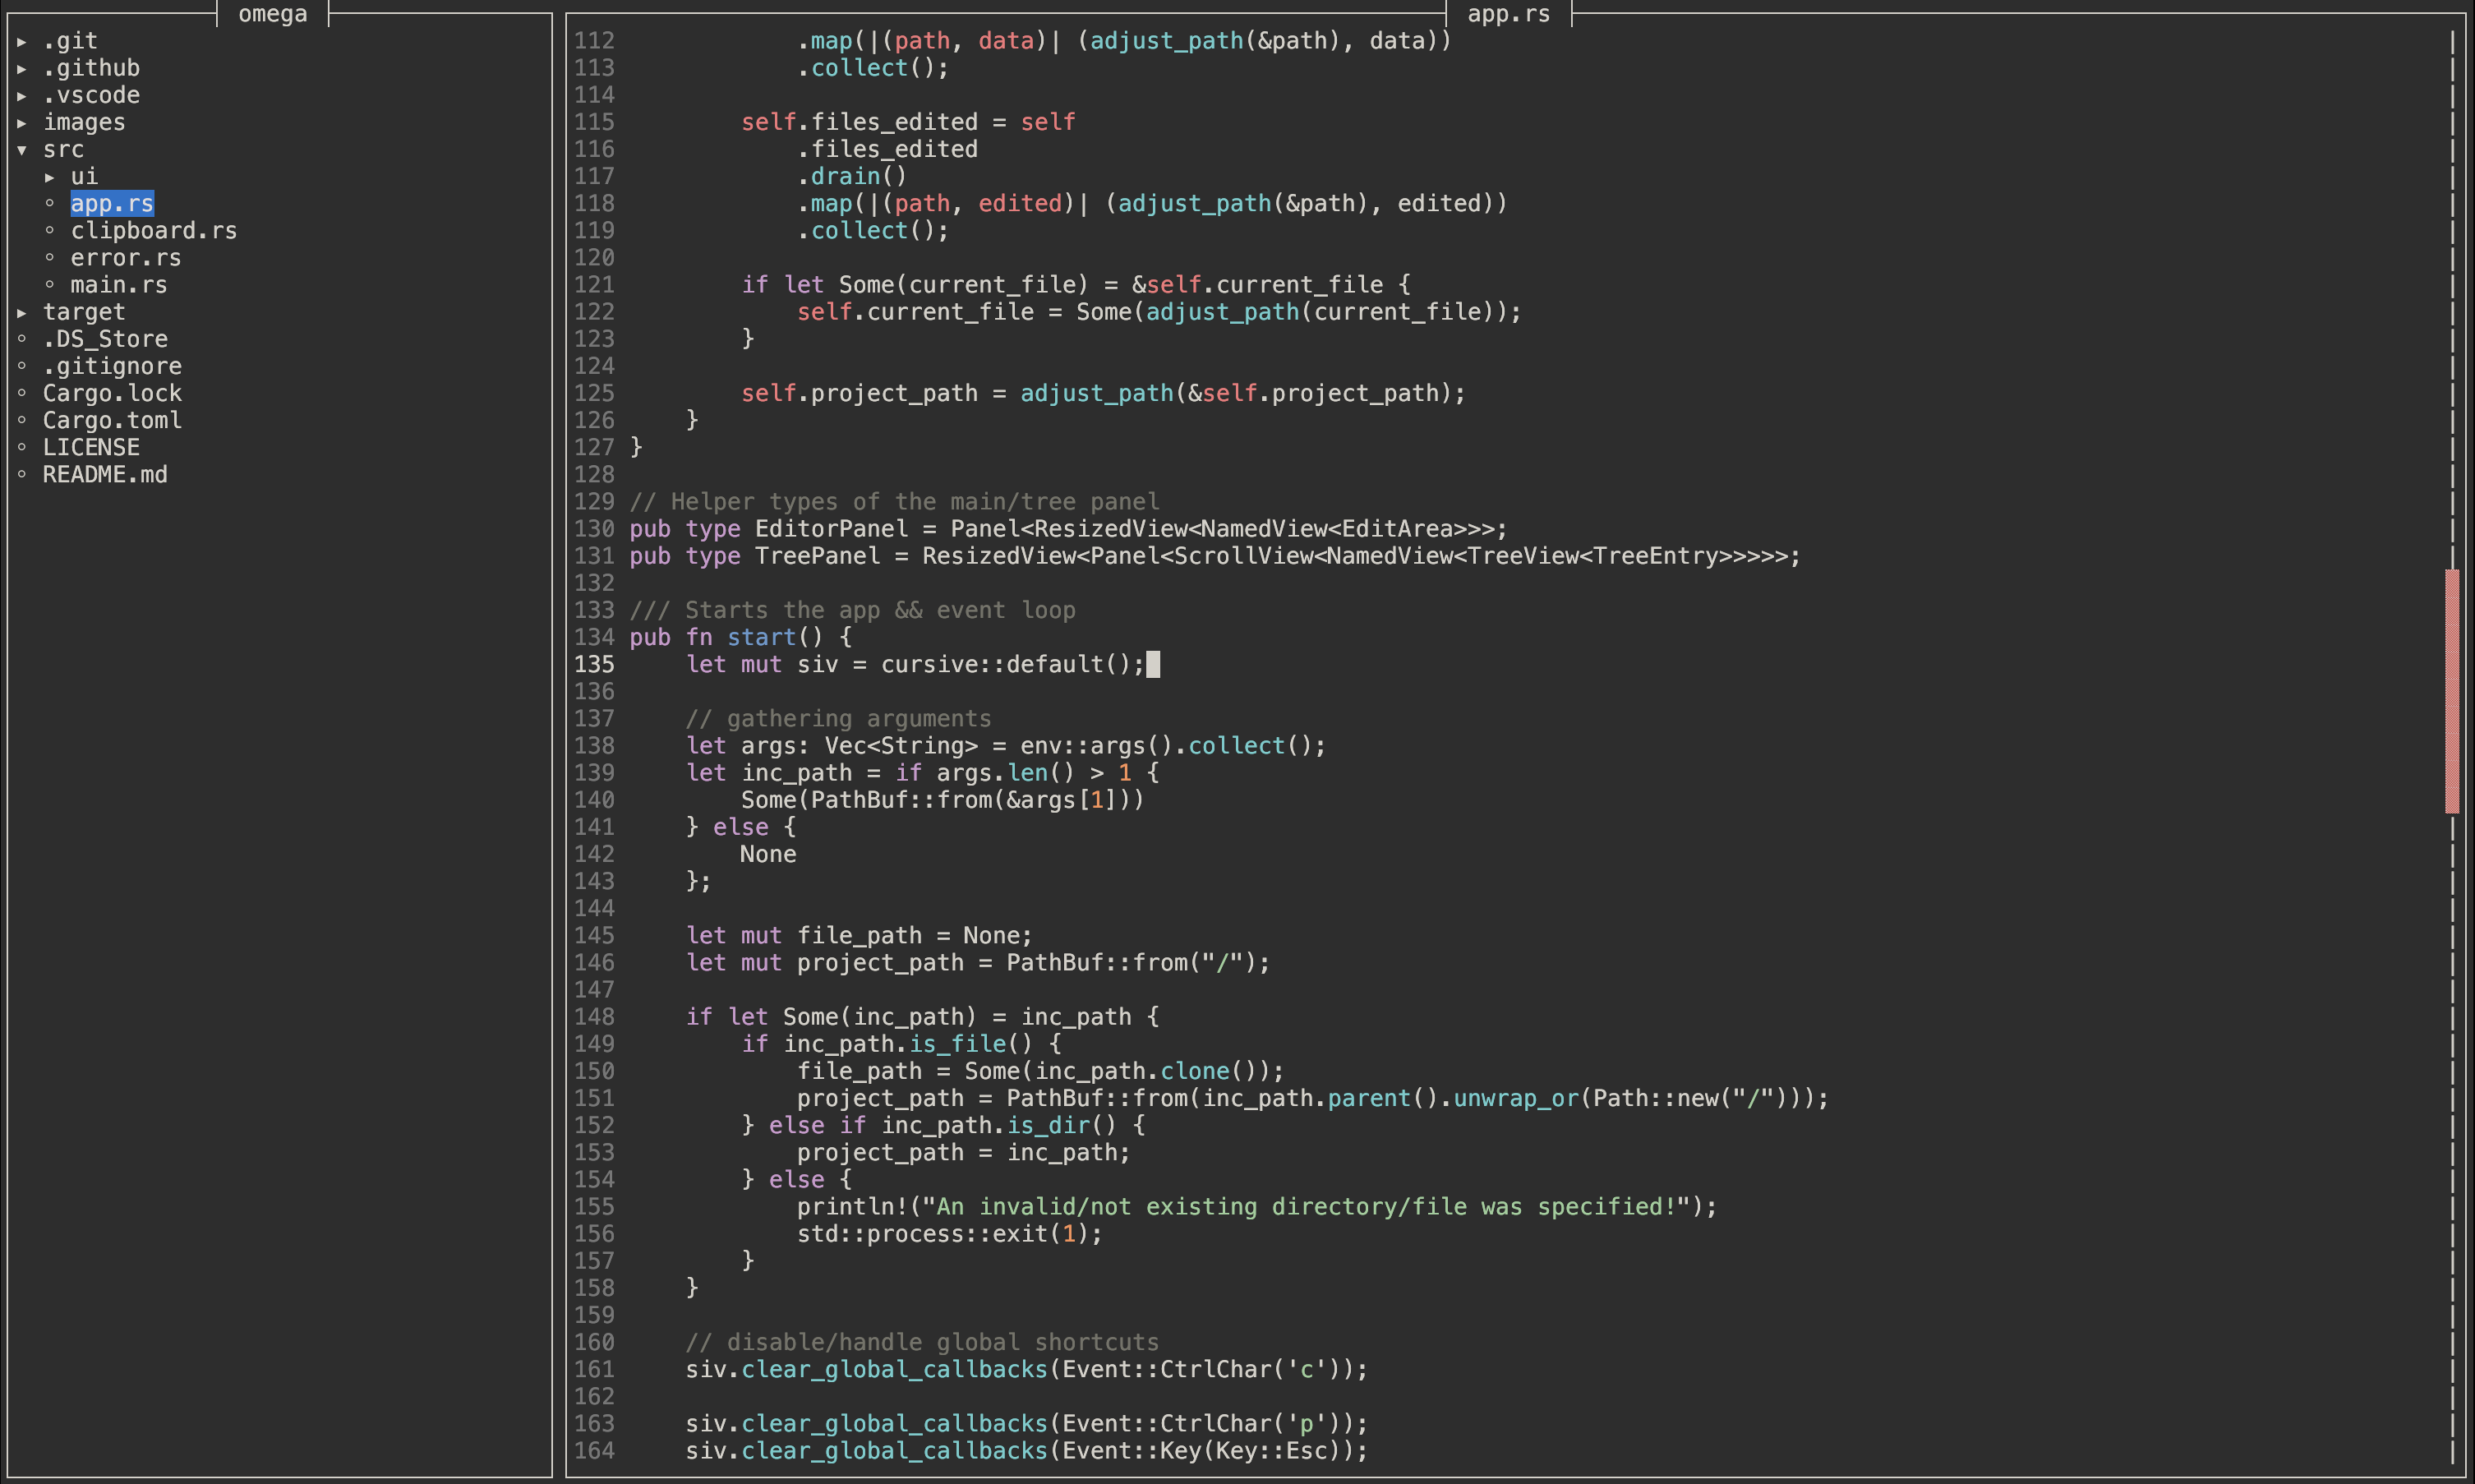 omega
▸ .git
▸ .github
▸ .vscode
▸ images
▾ src
  ▸ ui
  ◦ app.rs
  ◦ clipboard.rs
  ◦ error.rs
  ◦ main.rs
▸ target
◦ .DS_Store
◦ .gitignore
◦ Cargo.lock
◦ Cargo.toml
◦ LICENSE
◦ README.md
app.rs
112             .map(|(path, data)| (adjust_path(&path), data))
113             .collect();
114
115         self.files_edited = self
116             .files_edited
117             .drain()
118             .map(|(path, edited)| (adjust_path(&path), edited))
119             .collect();
120
121         if let Some(current_file) = &self.current_file {
122             self.current_file = Some(adjust_path(current_file));
123         }
124
125         self.project_path = adjust_path(&self.project_path);
126     }
127 }
128
129 // Helper types of the main/tree panel
130 pub type EditorPanel = Panel<ResizedView<NamedView<EditArea>>>;
131 pub type TreePanel = ResizedView<Panel<ScrollView<NamedView<TreeView<TreeEntry>>>>>;
132
133 /// Starts the app && event loop
134 pub fn start() {
135     let mut siv = cursive::default();
136
137     // gathering arguments
138     let args: Vec<String> = env::args().collect();
139     let inc_path = if args.len() > 1 {
140         Some(PathBuf::from(&args[1]))
141     } else {
142         None
143     };
144
145     let mut file_path = None;
146     let mut project_path = PathBuf::from("/");
147
148     if let Some(inc_path) = inc_path {
149         if inc_path.is_file() {
150             file_path = Some(inc_path.clone());
151             project_path = PathBuf::from(inc_path.parent().unwrap_or(Path::new("/")));
152         } else if inc_path.is_dir() {
153             project_path = inc_path;
154         } else {
155             println!("An invalid/not existing directory/file was specified!");
156             std::process::exit(1);
157         }
158     }
159
160     // disable/handle global shortcuts
161     siv.clear_global_callbacks(Event::CtrlChar('c'));
162
163     siv.clear_global_callbacks(Event::CtrlChar('p'));
164     siv.clear_global_callbacks(Event::Key(Key::Esc));